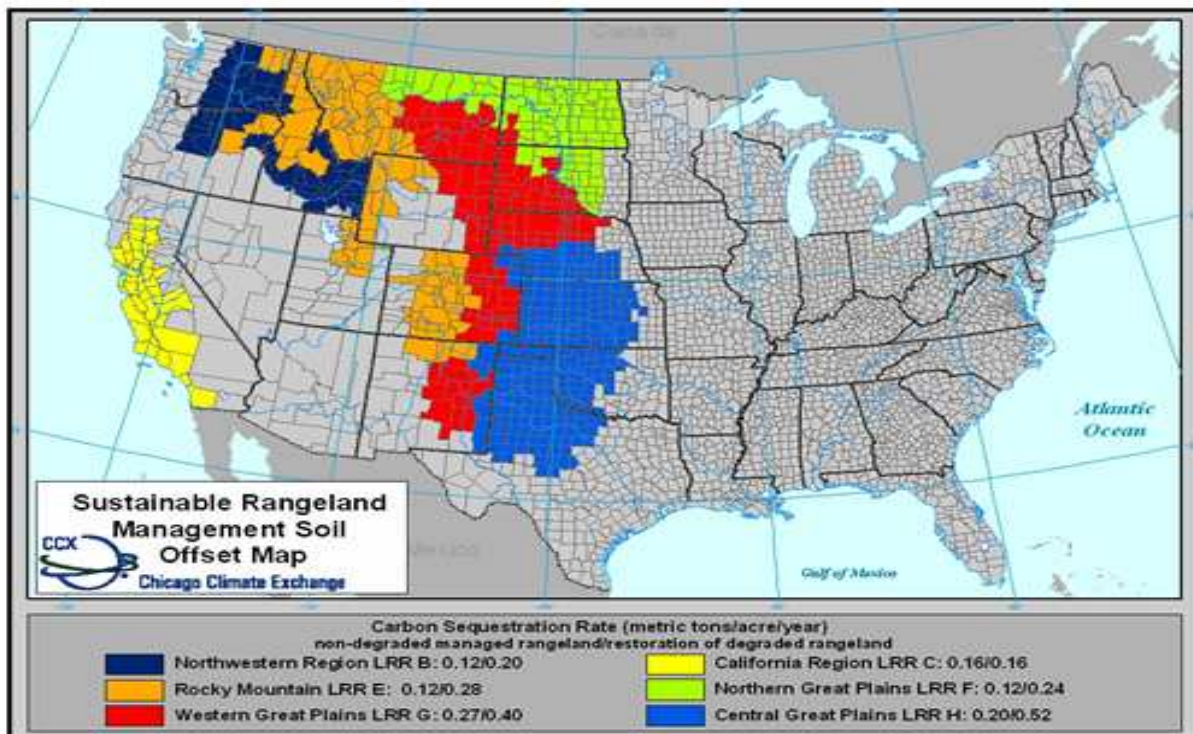 Canada
Atlantic
Ocean
Gulf of Mexico
Mexico
Sustainable Rangeland
Management Soil
Offset Map
CCX
Chicago Climate Exchange
Carbon Sequestration Rate (metric tons/acre/year)
non-degraded managed rangeland/restoration of degraded rangeland
Northwestern Region LRR B: 0.12/0.20
California Region LRR C: 0.16/0.16
Rocky Mountain LRR E: 0.12/0.28
Northern Great Plains LRR F: 0.12/0.24
Western Great Plains LRR G: 0.27/0.40
Central Great Plains LRR H: 0.20/0.52